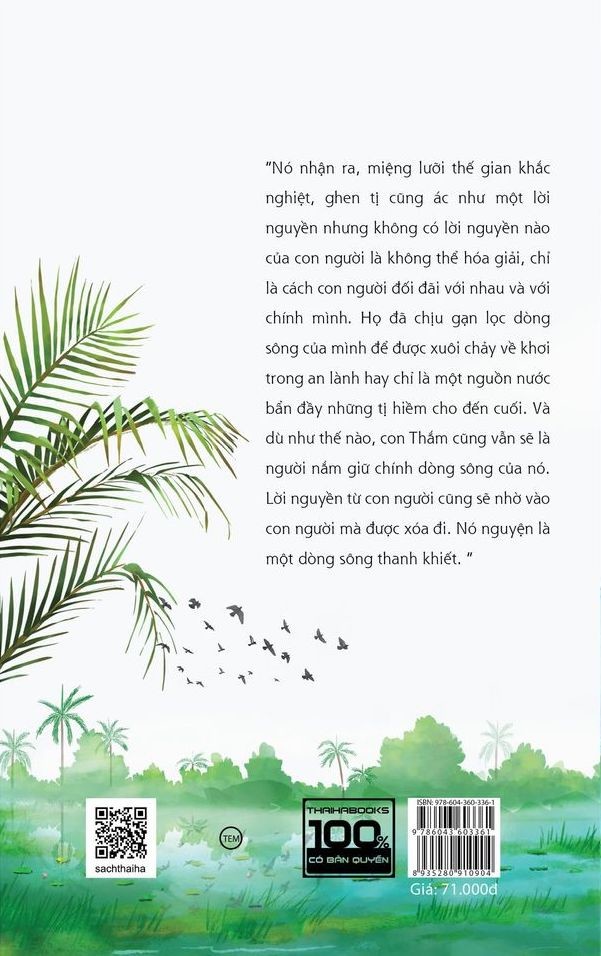 "Nó nhận ra, miệng lưỡi thế gian khắc
nghiệt, ghen tị cũng ác như một lời
nguyền nhưng không có lời nguyền nào
của con người là không thể hóa giải, chỉ
là cách con người đối đãi với nhau và với
chính mình. Họ đã chịu gạn lọc dòng
sông của mình để được xuôi chảy về khơi
trong an lành hay chỉ là một nguồn nước
bẩn đầy những tị hiềm cho đến cuối. Và
dù như thế nào, con Thắm cũng vẫn sẽ là
người nắm giữ chính dòng sông của nó.
Lời nguyền từ con người cũng sẽ nhờ vào
con người mà được xóa đi. Nó nguyện là
một dòng sông thanh khiết. "
sachthaiha
TEM
THAIHABOOKS
100%
CÓ BẢN QUYỀN
ISBN: 978-604-360-336-1
9 786043 603361
8 935280 910904
Giá: 71.000đ